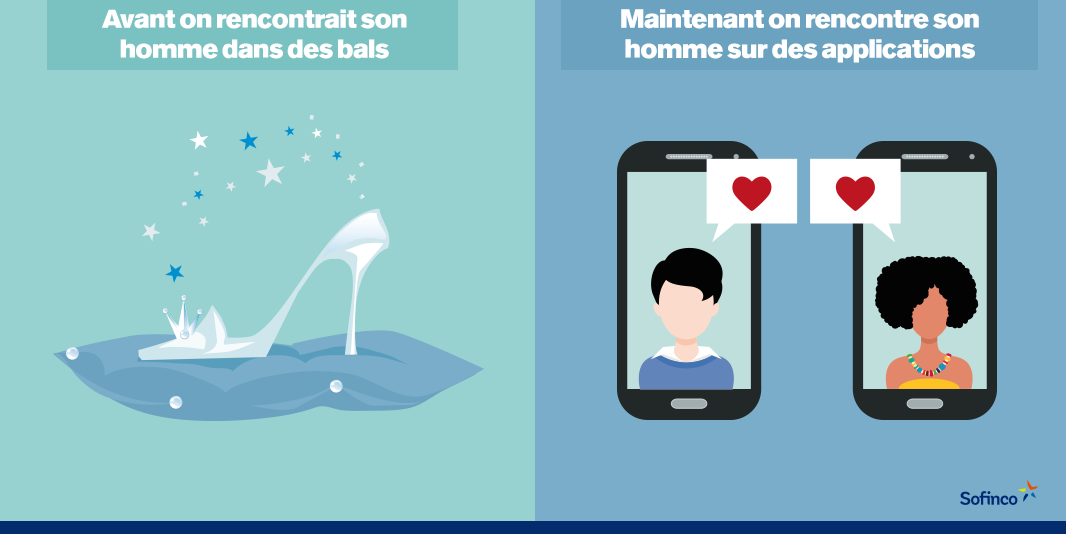 Avant on rencontrait son
homme dans des bals
Maintenant on rencontre son
homme sur des applications
Sofinco